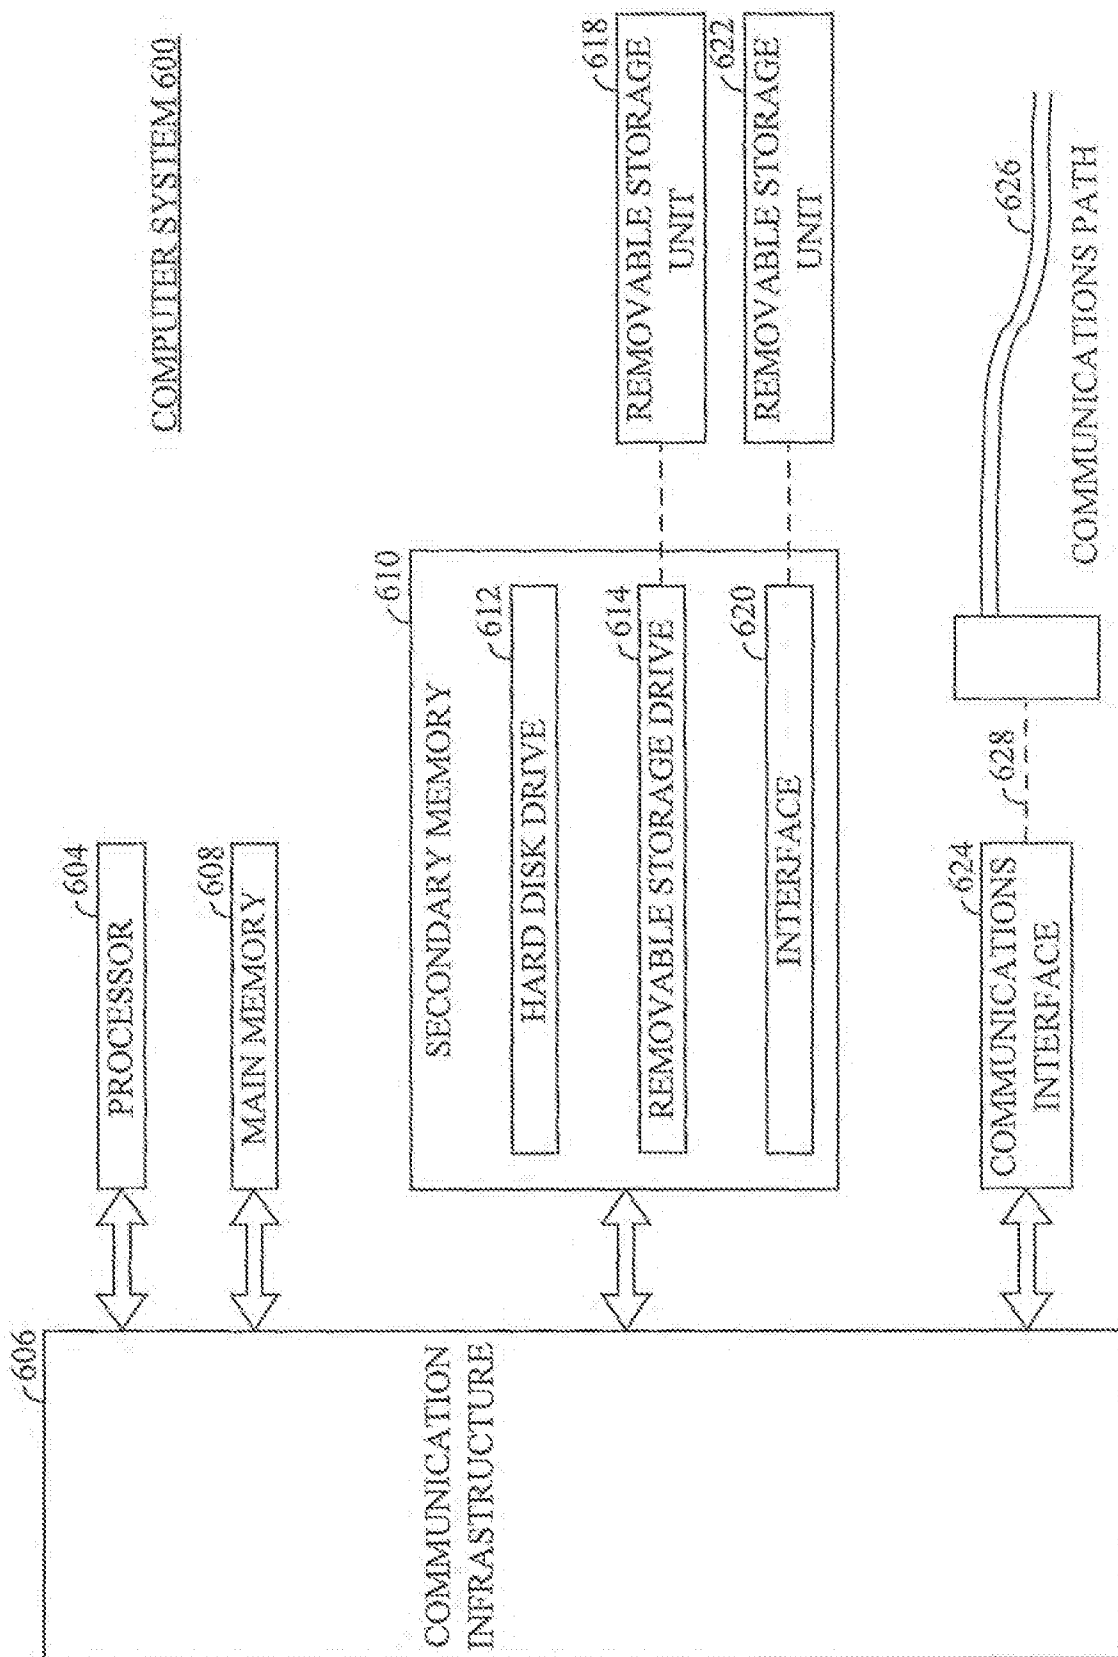 COMPUTER SYSTEM 600
606
COMMUNICATION
INFRASTRUCTURE
604
PROCESSOR
608
MAIN MEMORY
610
SECONDARY MEMORY
612
HARD DISK DRIVE
614
REMOVABLE STORAGE DRIVE
618
REMOVABLE STORAGE
UNIT
620
INTERFACE
622
REMOVABLE STORAGE
UNIT
624
COMMUNICATIONS
INTERFACE
628
626
COMMUNICATIONS PATH